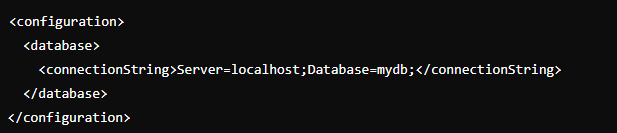 <configuration>
  <database>
    <connectionString>Server=localhost;Database=mydb;</connectionString>
  </database>
</configuration>